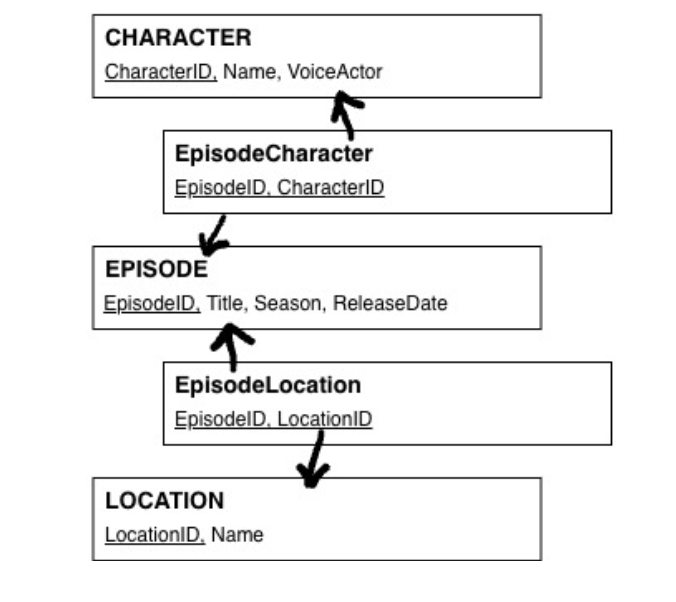 CHARACTER
CharacterID, Name, VoiceActor
EpisodeCharacter
EpisodeID, CharacterID
EPISODE
EpisodeID, Title, Season, ReleaseDate
EpisodeLocation
EpisodeID, LocationID
LOCATION
LocationID, Name